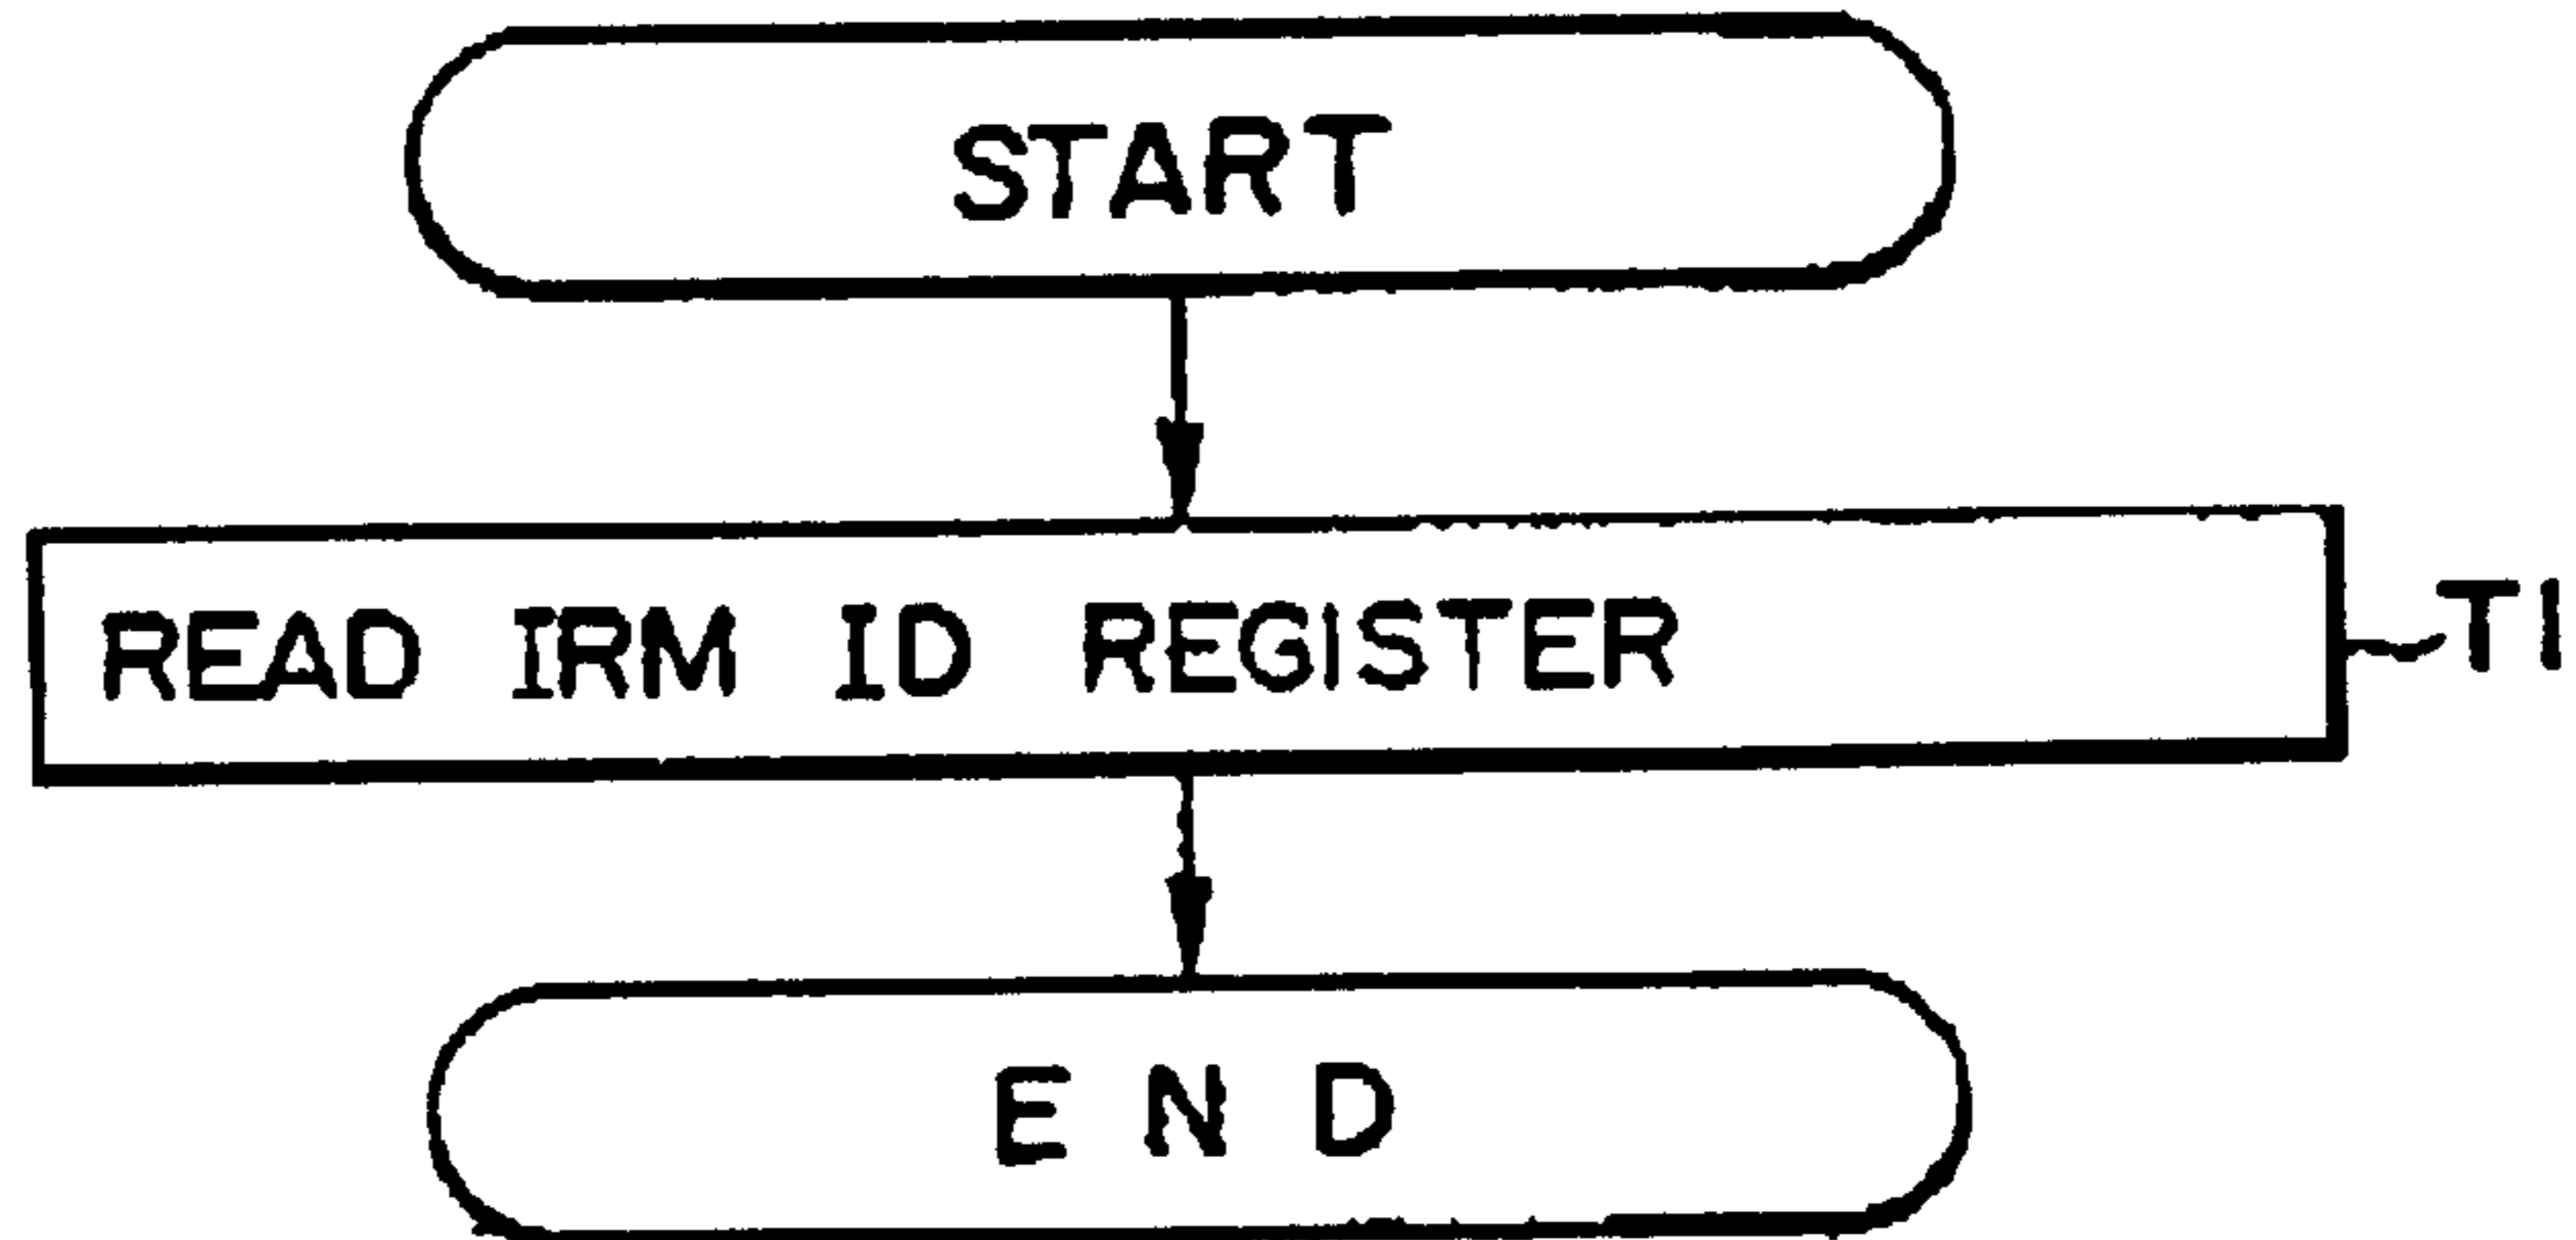 START
READ IRM ID REGISTER
T1
END